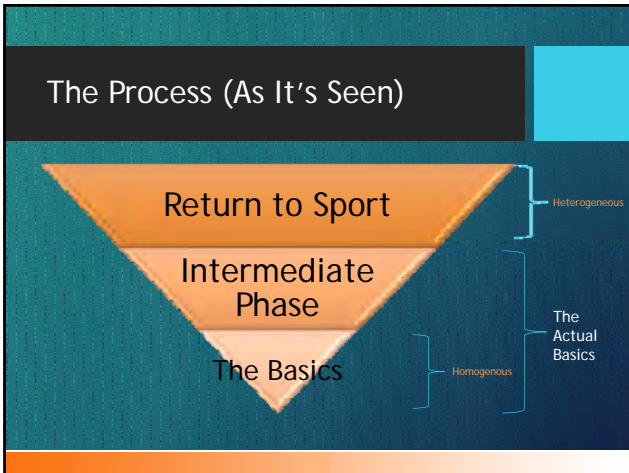 The Process (As It's Seen)
Return to Sport
Heterogeneous
Intermediate
Phase
The
Actual
Basics
The Basics
Homogenous